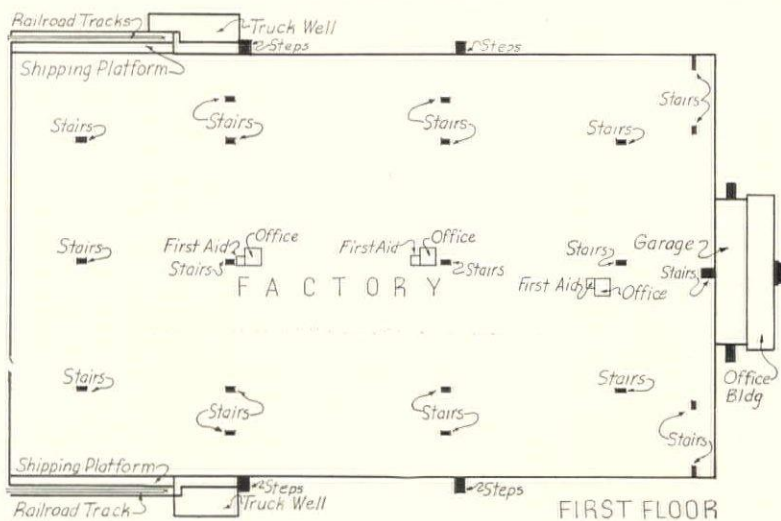 Railroad Tracks
Truck Well
Steps
Steps
Shipping Platform
Stairs
Stairs
Stairs
Stairs
Stairs
First Aid
Office
First Aid
Office
Stairs
Stairs
Garage
Stairs
Stairs
Stairs
FACTORY
First Aid
Office
Stairs
Stairs
Stairs
Stairs
Office
Bldg
Stairs
Stairs
Shipping Platform
Steps
Steps
Railroad Track
Truck Well
FIRST FLOOR